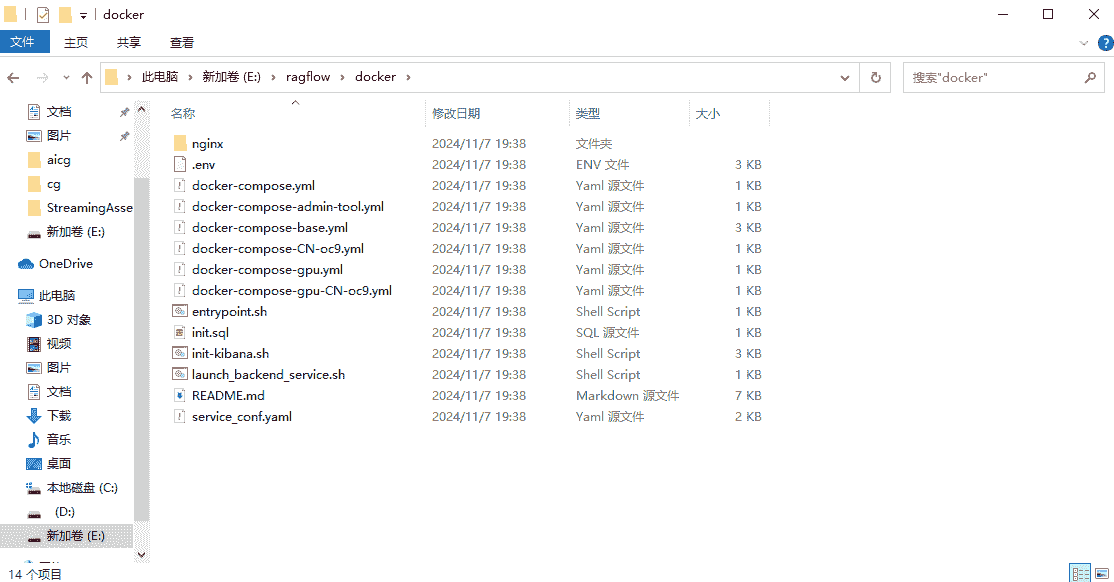 docker
文件 主页 共享 查看
此电脑 › 新加卷 (E:) › ragflow › docker ›
搜索"docker"
文档
图片
aicg
cg
StreamingAsse
新加卷 (E:)
OneDrive
此电脑
3D 对象
视频
图片
文档
下载
音乐
桌面
本地磁盘 (C:)
(D:)
新加卷 (E:)
名称 修改日期 类型 大小
nginx 2024/11/7 19:38 文件夹
.env 2024/11/7 19:38 ENV 文件 3 KB
docker-compose.yml 2024/11/7 19:38 Yaml 源文件 1 KB
docker-compose-admin-tool.yml 2024/11/7 19:38 Yaml 源文件 1 KB
docker-compose-base.yml 2024/11/7 19:38 Yaml 源文件 3 KB
docker-compose-CN-oc9.yml 2024/11/7 19:38 Yaml 源文件 1 KB
docker-compose-gpu.yml 2024/11/7 19:38 Yaml 源文件 1 KB
docker-compose-gpu-CN-oc9.yml 2024/11/7 19:38 Yaml 源文件 1 KB
entrypoint.sh 2024/11/7 19:38 Shell Script 1 KB
init.sql 2024/11/7 19:38 SQL 源文件 1 KB
init-kibana.sh 2024/11/7 19:38 Shell Script 3 KB
launch_backend_service.sh 2024/11/7 19:38 Shell Script 1 KB
README.md 2024/11/7 19:38 Markdown 源文件 7 KB
service_conf.yaml 2024/11/7 19:38 Yaml 源文件 2 KB
14 个项目